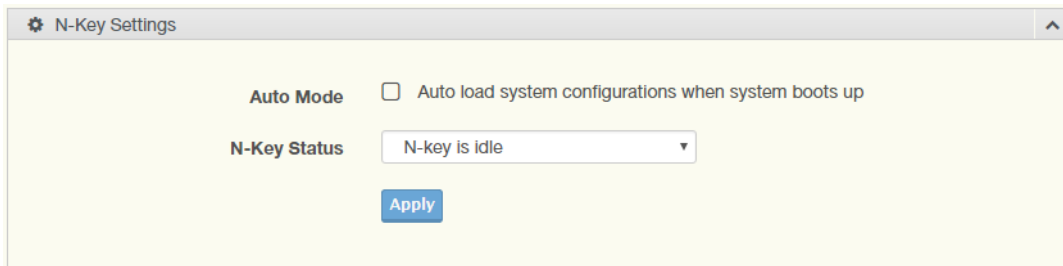 N-Key Settings
Auto Mode Auto load system configurations when system boots up
N-Key Status N-key is idle
Apply